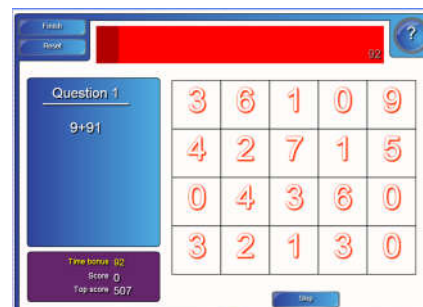 Finish
Reset
?
92
Question 1
9+91
3 6 1 0 9
4 2 7 1 5
0 4 3 6 0
3 2 1 3 0
Time bonus 92
Score 0
Top score 507